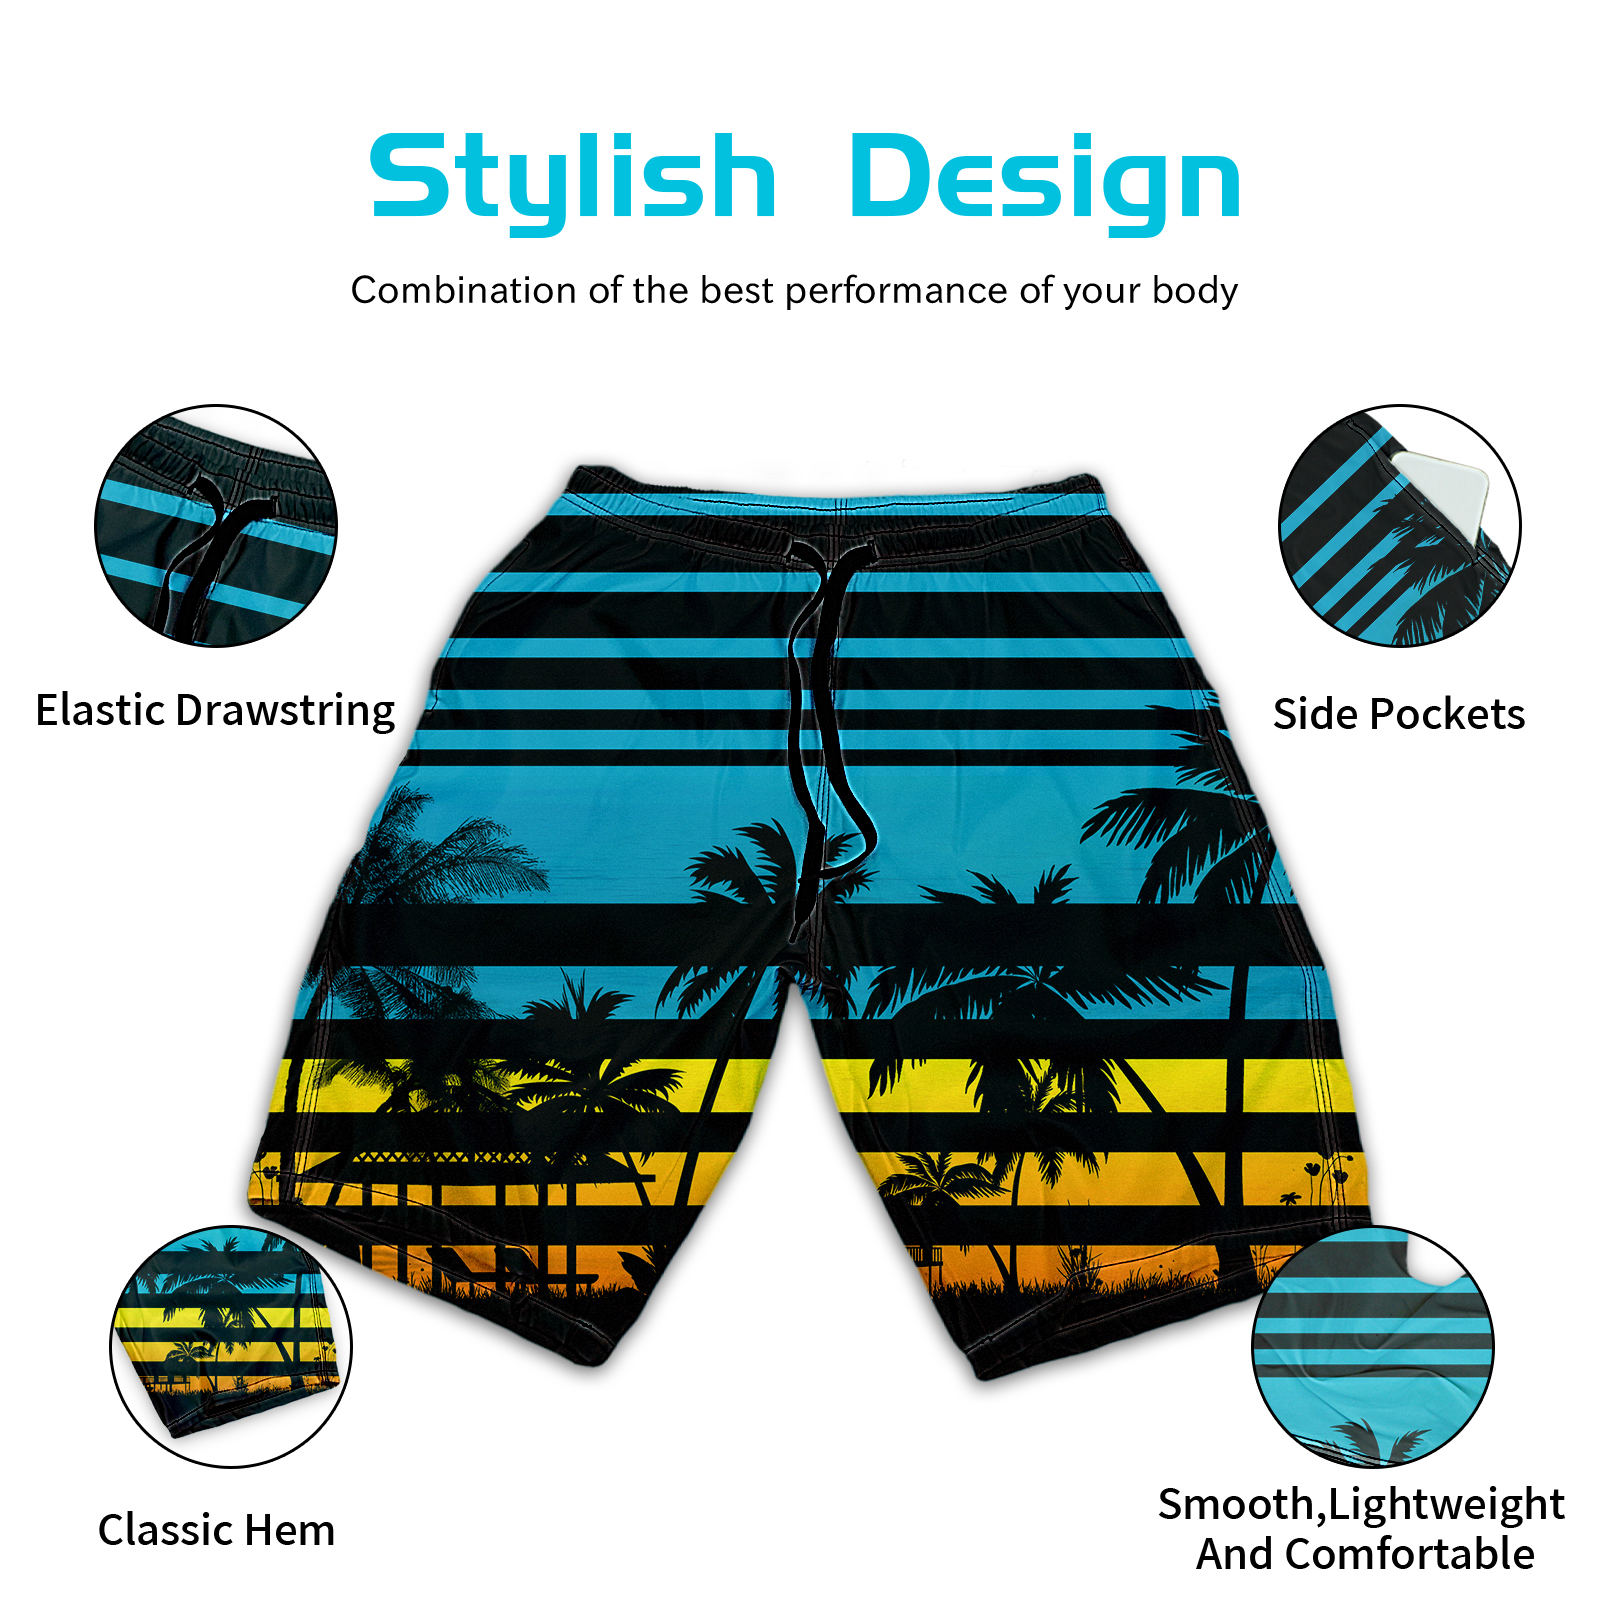 Stylish Design
Combination of the best performance of your body
Elastic Drawstring
Side Pockets
Classic Hem
Smooth,Lightweight
And Comfortable